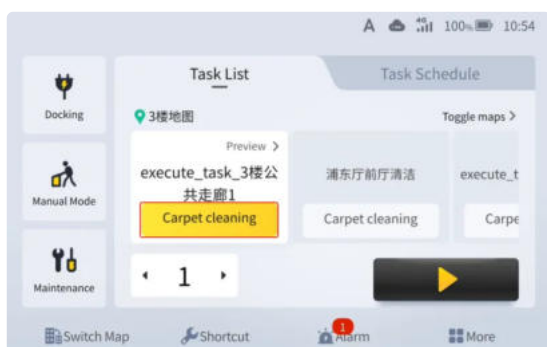 A 4G 100% 10:54
Docking
Manual Mode
Maintenance
Task List
Task Schedule
3楼地图
Toggle maps >
Preview >
execute_task_3楼公
共走廊1
Carpet cleaning
浦东厅前厅清洁
Carpet cleaning
execute_t
Carpe
1
Switch Map
Shortcut
1
Alarm
More